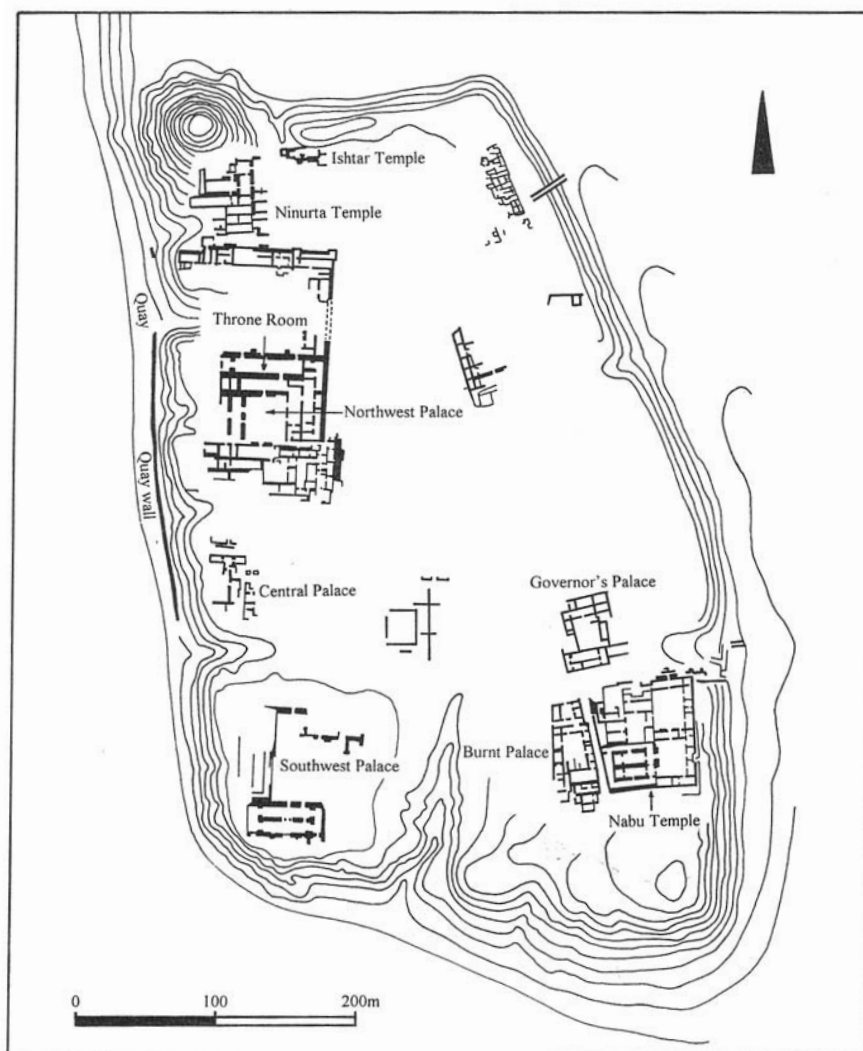 Ishtar Temple
Ninurta Temple
Quay
Throne Room
Northwest Palace
Quay wall
Governor's Palace
Central Palace
Burnt Palace
Southwest Palace
Nabu Temple
0 100 200m